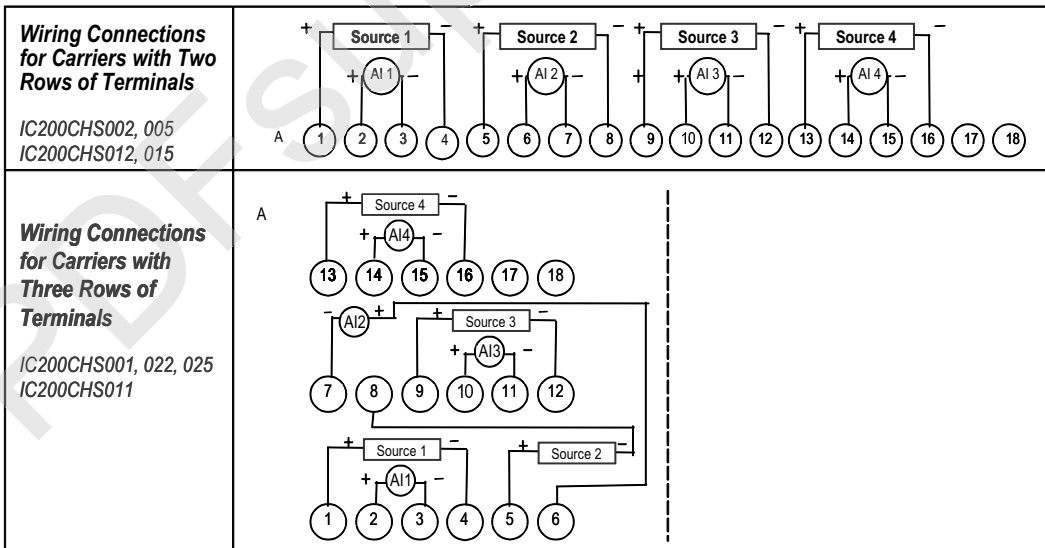 Wiring Connections
for Carriers with Two
Rows of Terminals
IC200CHS002, 005
IC200CHS012, 015
+ Source 1 − + Source 2 − + Source 3 − + Source 4 −
+ AI 1 − + AI 2 − + + AI 3 − + AI 4 −
A 1 2 3 4 5 6 7 8 9 10 11 12 13 14 15 16 17 18
Wiring Connections
for Carriers with
Three Rows of
Terminals
IC200CHS001, 022, 025
IC200CHS011
A
+ Source 4 −
+ AI4 −
13 14 15 16 17 18
− AI2 + + Source 3 −
+ AI3 −
7 8 9 10 11 12
+ Source 1 − + Source 2 −
+ AI1 −
1 2 3 4 5 6